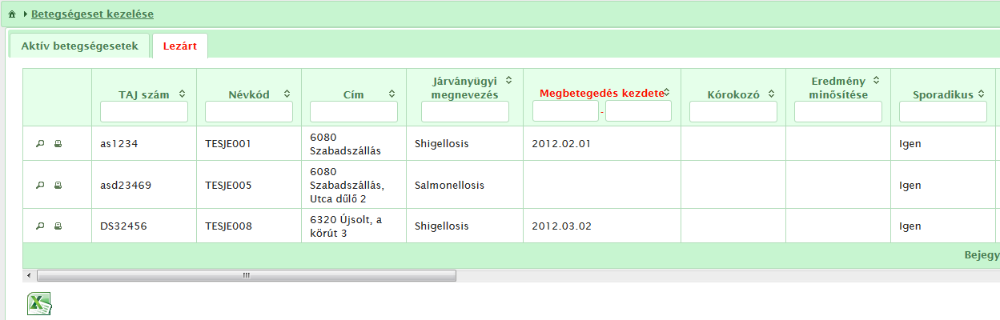 Betegségeset kezelése
Aktív betegségesetek
Lezárt
TAJ szám
Névkód
Cím
Járványügyi
megnevezés
Megbetegedés kezdete
-
Kórokozó
Eredmény
minősítése
Sporadikus
as1234
TESJE001
6080
Szabadszállás
Shigellosis
2012.02.01
Igen
asd23469
TESJE005
6080
Szabadszállás,
Utca dűlő 2
Salmonellosis
Igen
DS32456
TESJE008
6320 Újsolt, a
körút 3
Shigellosis
2012.03.02
Igen
Bejegy